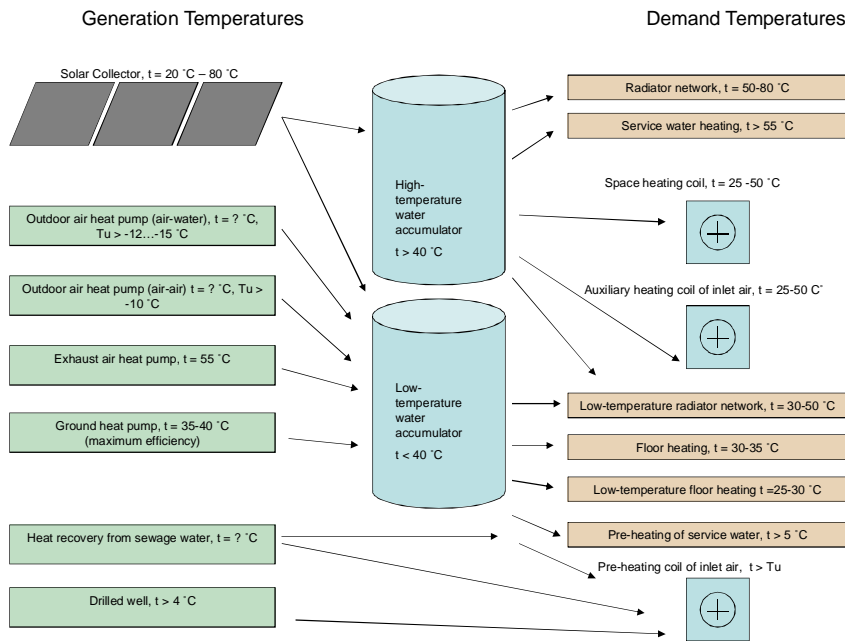 Generation Temperatures
Demand Temperatures
Solar Collector, t = 20 ˚C – 80 ˚C
Radiator network, t = 50-80 ˚C
Service water heating, t > 55 ˚C
High-
temperature
water
accumulator
t > 40 ˚C
Space heating coil, t = 25 -50 ˚C
Outdoor air heat pump (air-water), t = ? ˚C,
Tu > -12…-15 ˚C
Outdoor air heat pump (air-air) t = ? ˚C, Tu >
-10 ˚C
Auxiliary heating coil of inlet air, t = 25-50 C˚
Exhaust air heat pump, t = 55 ˚C
Low-
temperature
water
accumulator
t < 40 ˚C
Low-temperature radiator network, t = 30-50 ˚C
Ground heat pump, t = 35-40 ˚C
(maximum efficiency)
Floor heating, t = 30-35 ˚C
Low-temperature floor heating t =25-30 ˚C
Heat recovery from sewage water, t = ? ˚C
Pre-heating of service water, t > 5 ˚C
Pre-heating coil of inlet air, t > Tu
Drilled well, t > 4 ˚C